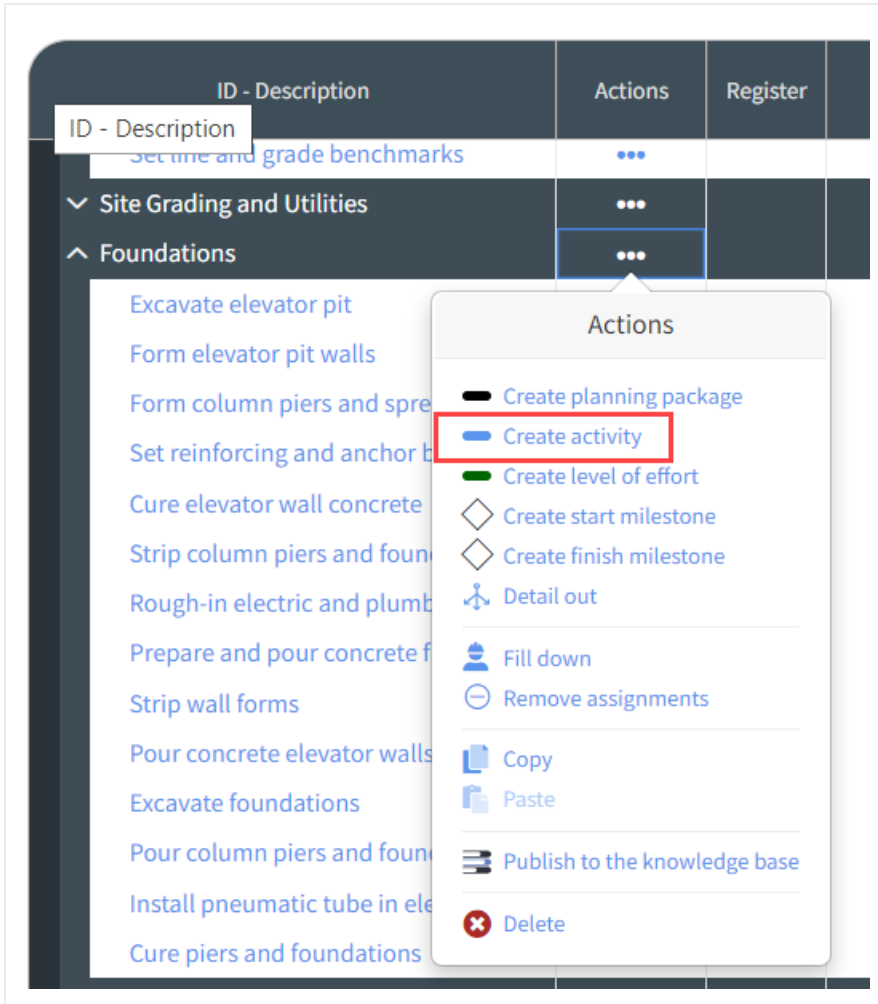 ID - Description Actions Register
ID - Description
Set line and grade benchmarks
Site Grading and Utilities
Foundations
Excavate elevator pit
Form elevator pit walls
Form column piers and spre
Set reinforcing and anchor b
Cure elevator wall concrete
Strip column piers and foun
Rough-in electric and plumb
Prepare and pour concrete f
Strip wall forms
Pour concrete elevator walls
Excavate foundations
Pour column piers and foun
Install pneumatic tube in ele
Cure piers and foundations
Actions
Create planning package
Create activity
Create level of effort
Create start milestone
Create finish milestone
Detail out
Fill down
Remove assignments
Copy
Paste
Publish to the knowledge base
Delete